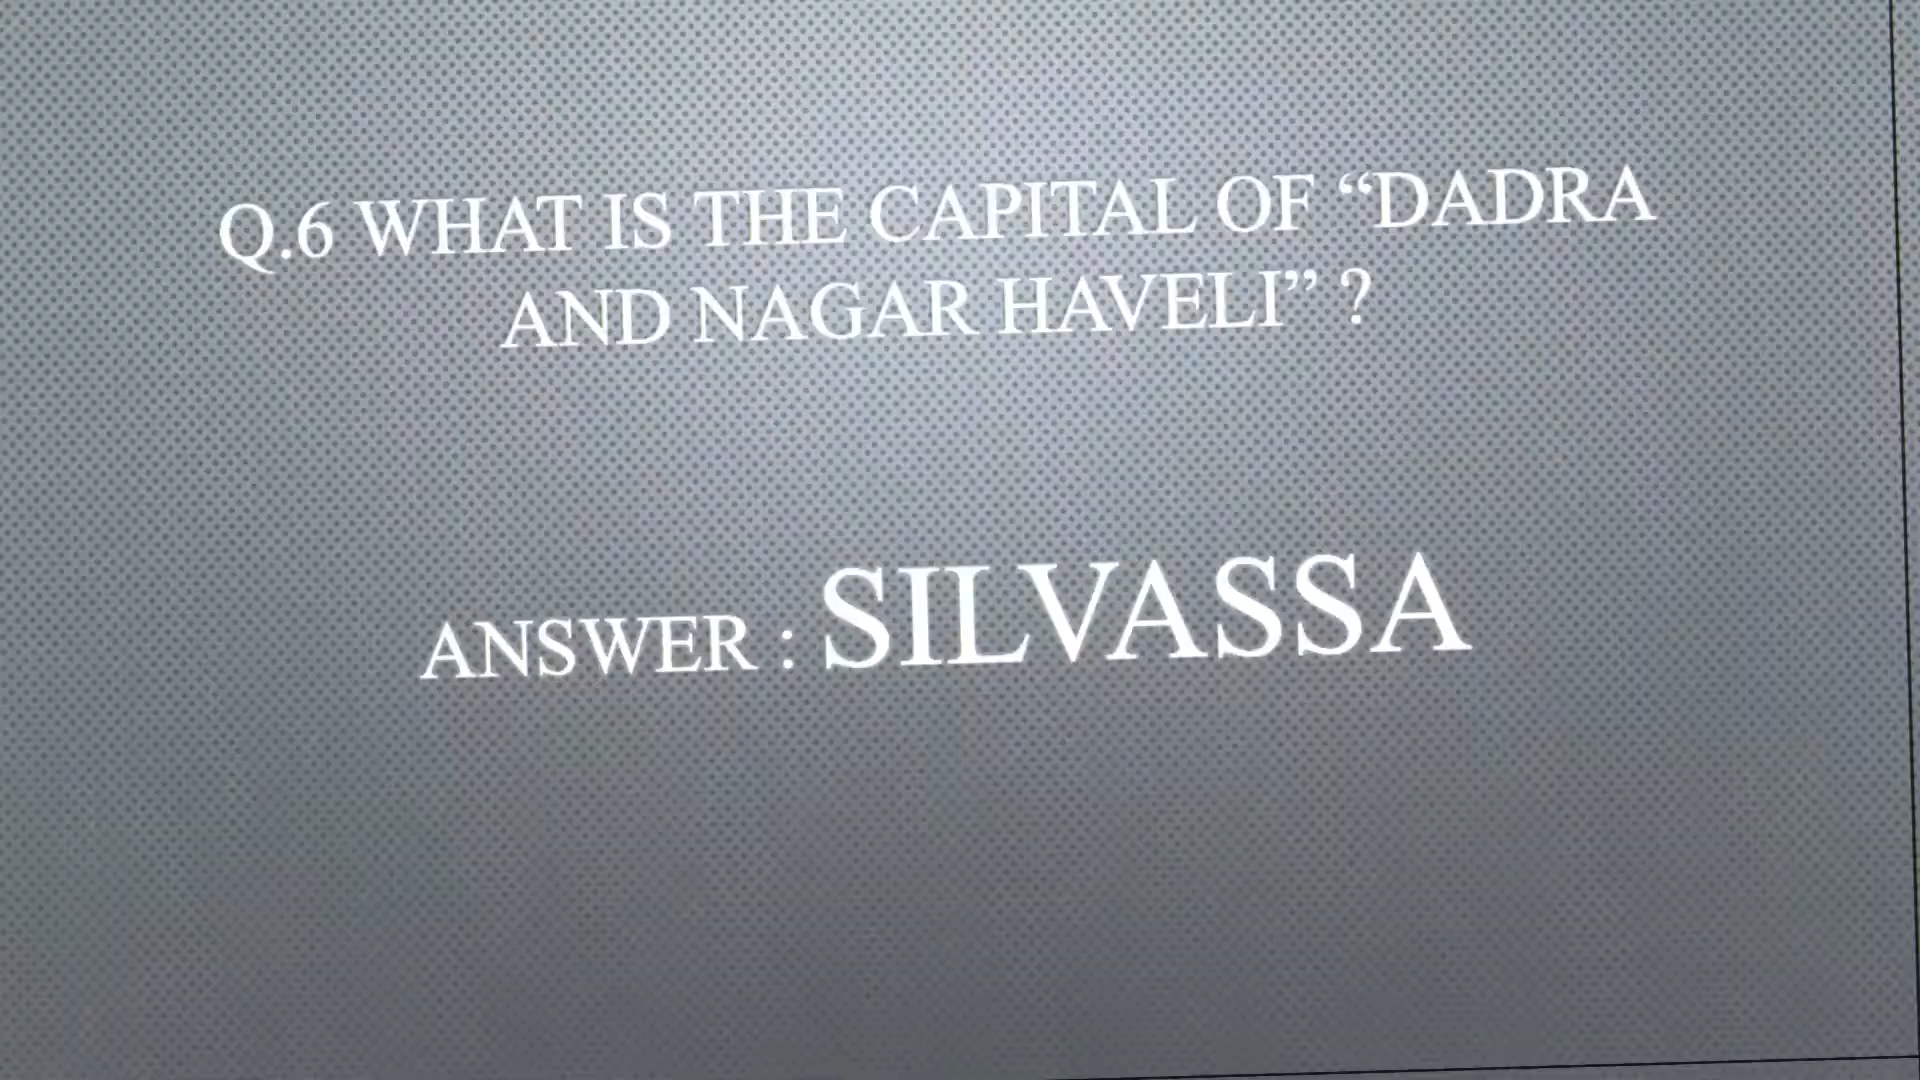 Q.6 WHAT IS THE CAPITAL OF “DADRA
AND NAGAR HAVELI” ?
ANSWER : SILVASSA